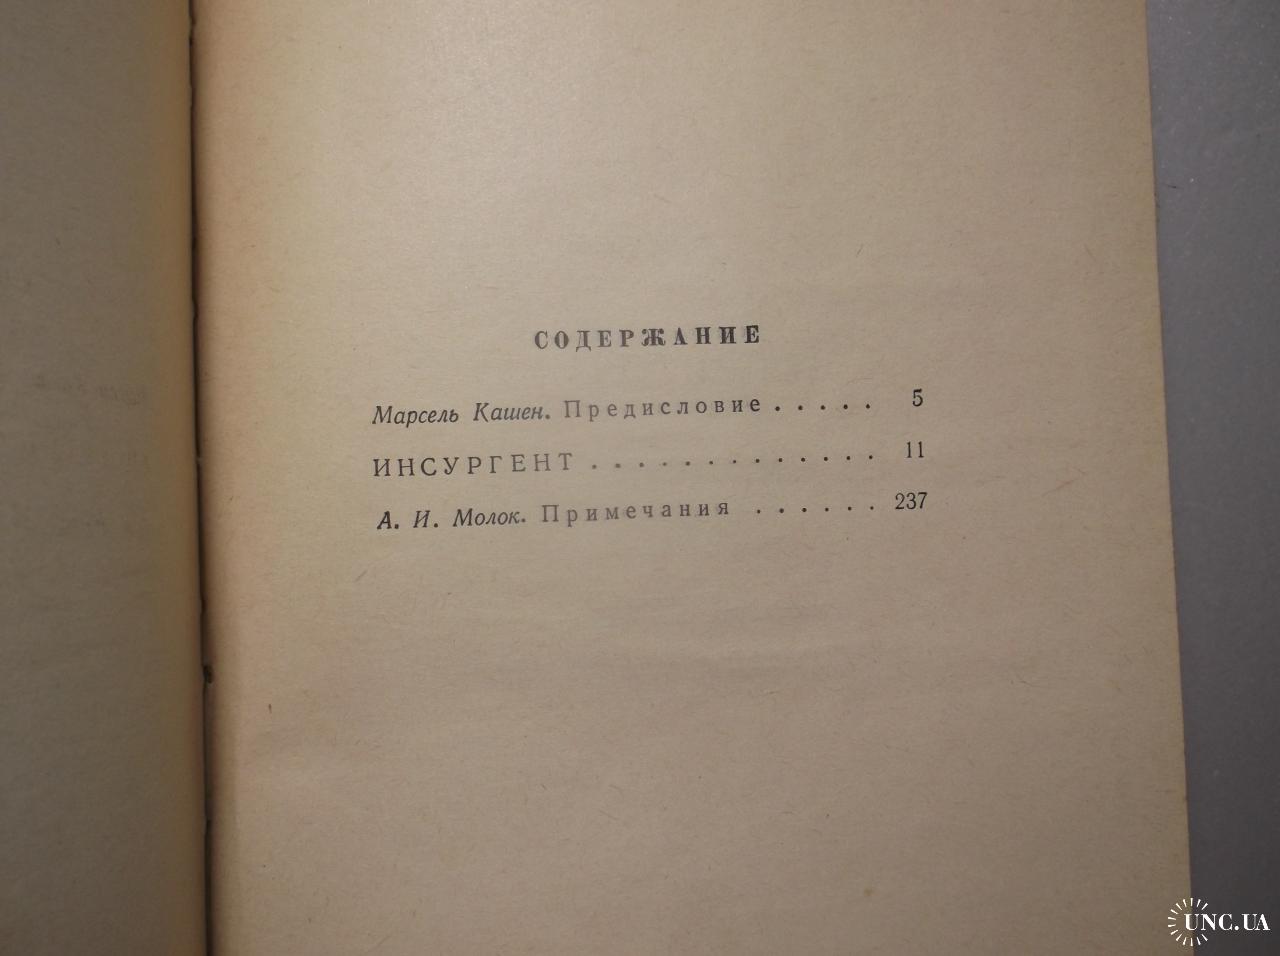 СОДЕРЖАНИЕ
Марсель Кашен. Предисловие . . . . . 5
ИНСУРГЕНТ . . . . . . . . . . . . . 11
А. И. Молок. Примечания . . . . . . 237
UNC.UA